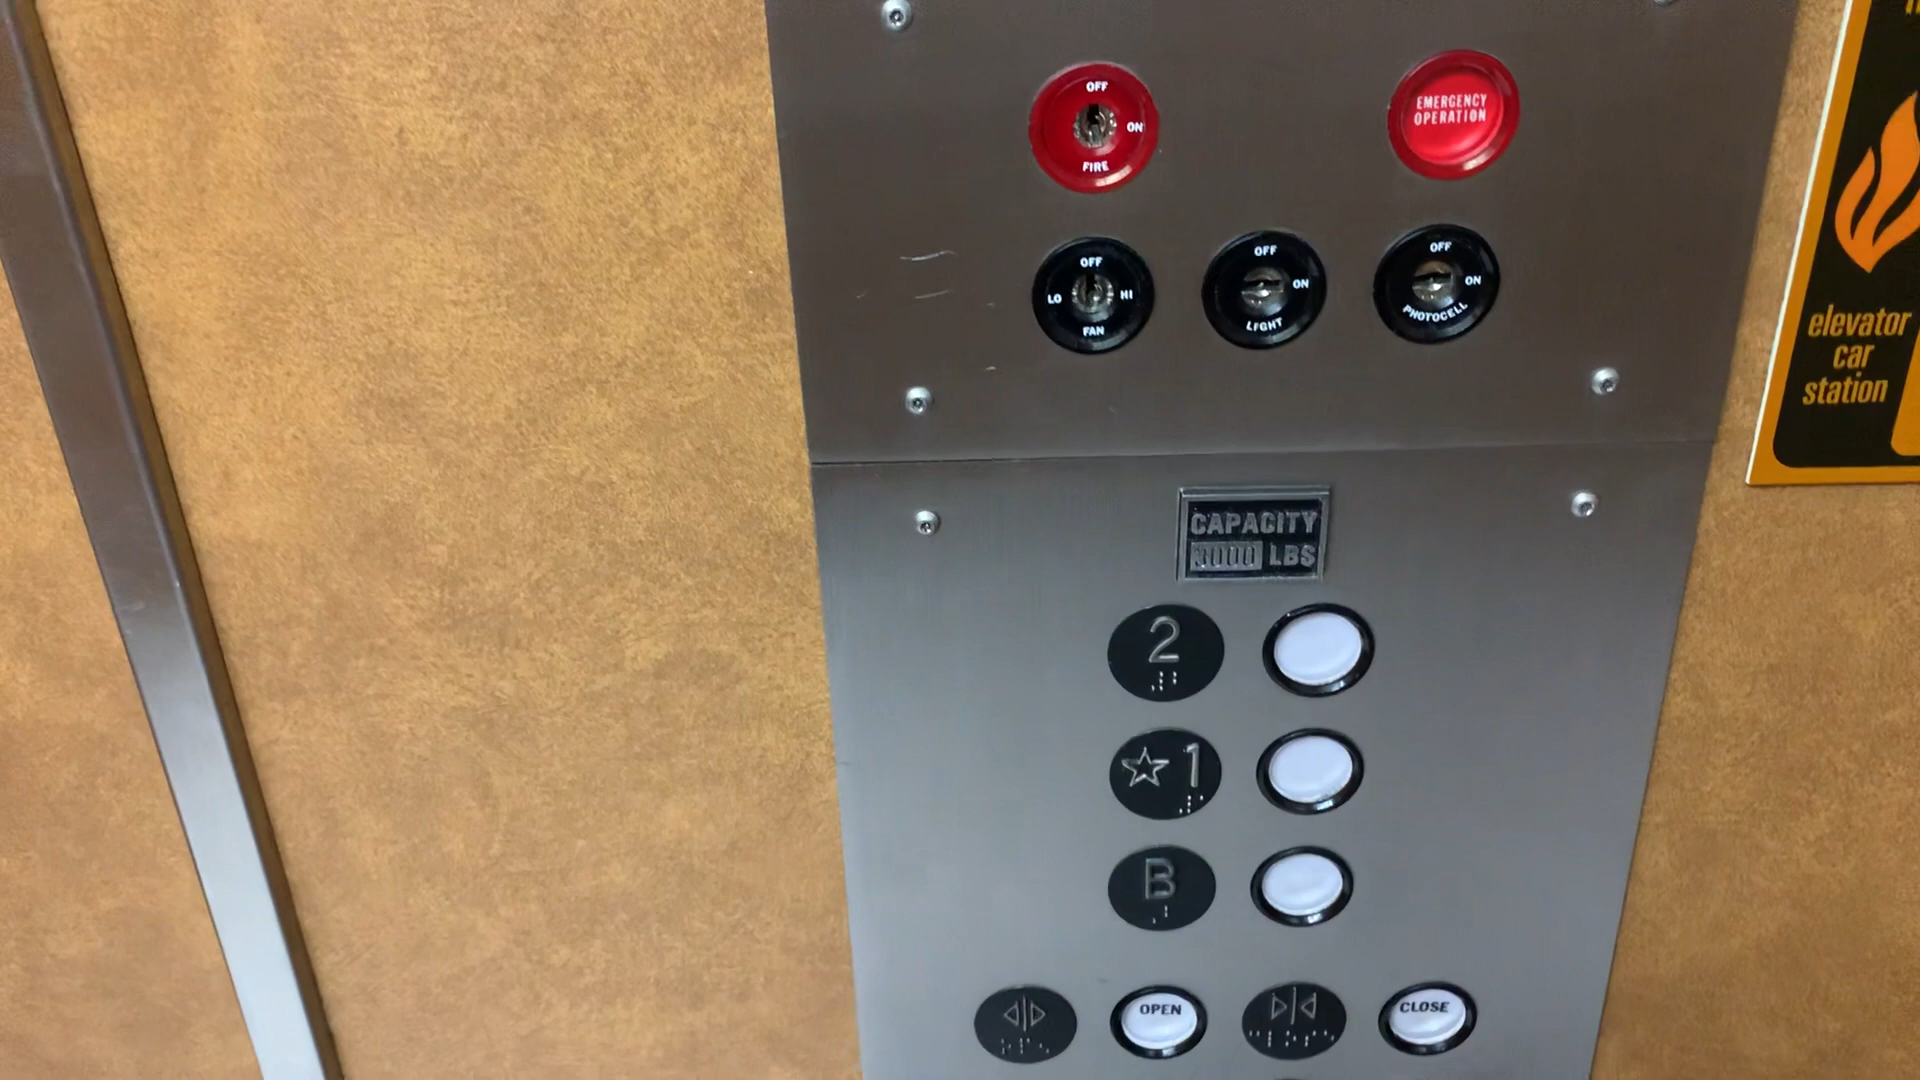 OFF
ON
FIRE
EMERGENCY
OPERATION
OFF
LO
HI
FAN
OFF
ON
LIGHT
OFF
ON
PHOTOCELL
elevator
car
station
CAPACITY
3000 LBS
2
☆1
B
OPEN
CLOSE